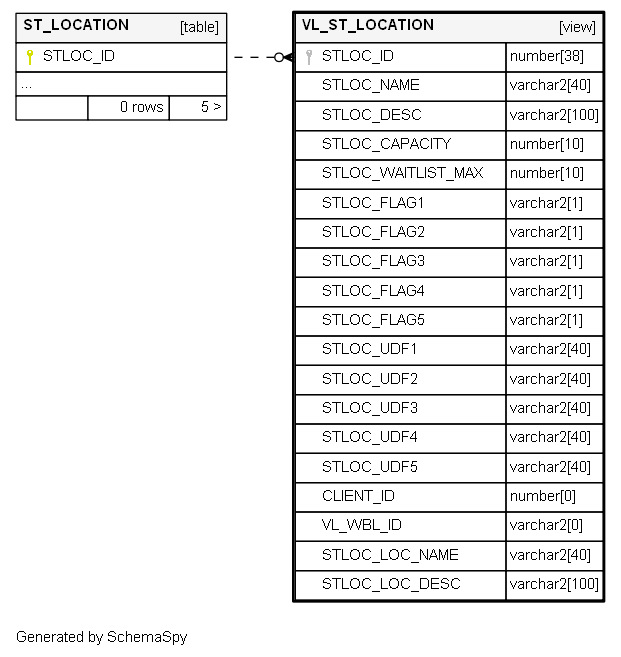 ST_LOCATION [table]
STLOC_ID
...
0 rows 5 >
VL_ST_LOCATION [view]
STLOC_ID number[38]
STLOC_NAME varchar2[40]
STLOC_DESC varchar2[100]
STLOC_CAPACITY number[10]
STLOC_WAITLIST_MAX number[10]
STLOC_FLAG1 varchar2[1]
STLOC_FLAG2 varchar2[1]
STLOC_FLAG3 varchar2[1]
STLOC_FLAG4 varchar2[1]
STLOC_FLAG5 varchar2[1]
STLOC_UDF1 varchar2[40]
STLOC_UDF2 varchar2[40]
STLOC_UDF3 varchar2[40]
STLOC_UDF4 varchar2[40]
STLOC_UDF5 varchar2[40]
CLIENT_ID number[0]
VL_WBL_ID varchar2[0]
STLOC_LOC_NAME varchar2[40]
STLOC_LOC_DESC varchar2[100]
Generated by SchemaSpy